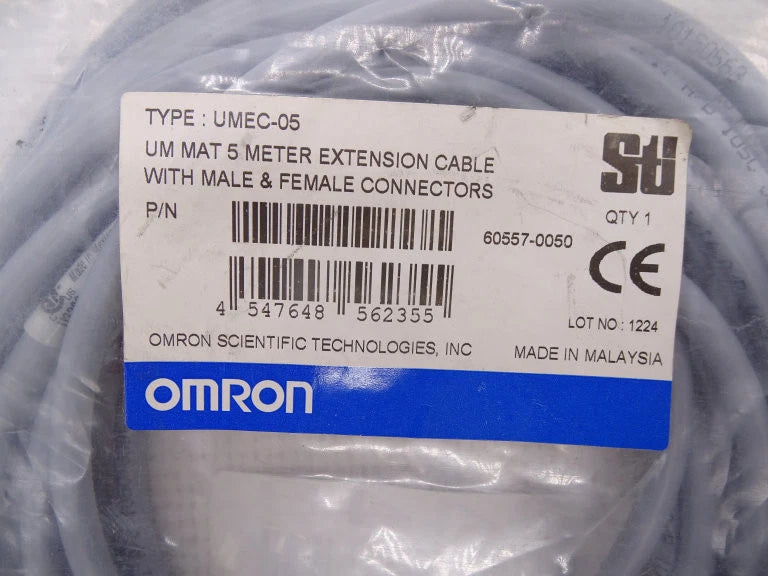 TYPE : UMEC-05
UM MAT 5 METER EXTENSION CABLE
WITH MALE & FEMALE CONNECTORS
Sti
QTY 1
P/N
60557-0050
CE
4 547648 562355
LOT NO : 1224
OMRON SCIENTIFIC TECHNOLOGIES, INC
MADE IN MALAYSIA
OMRON